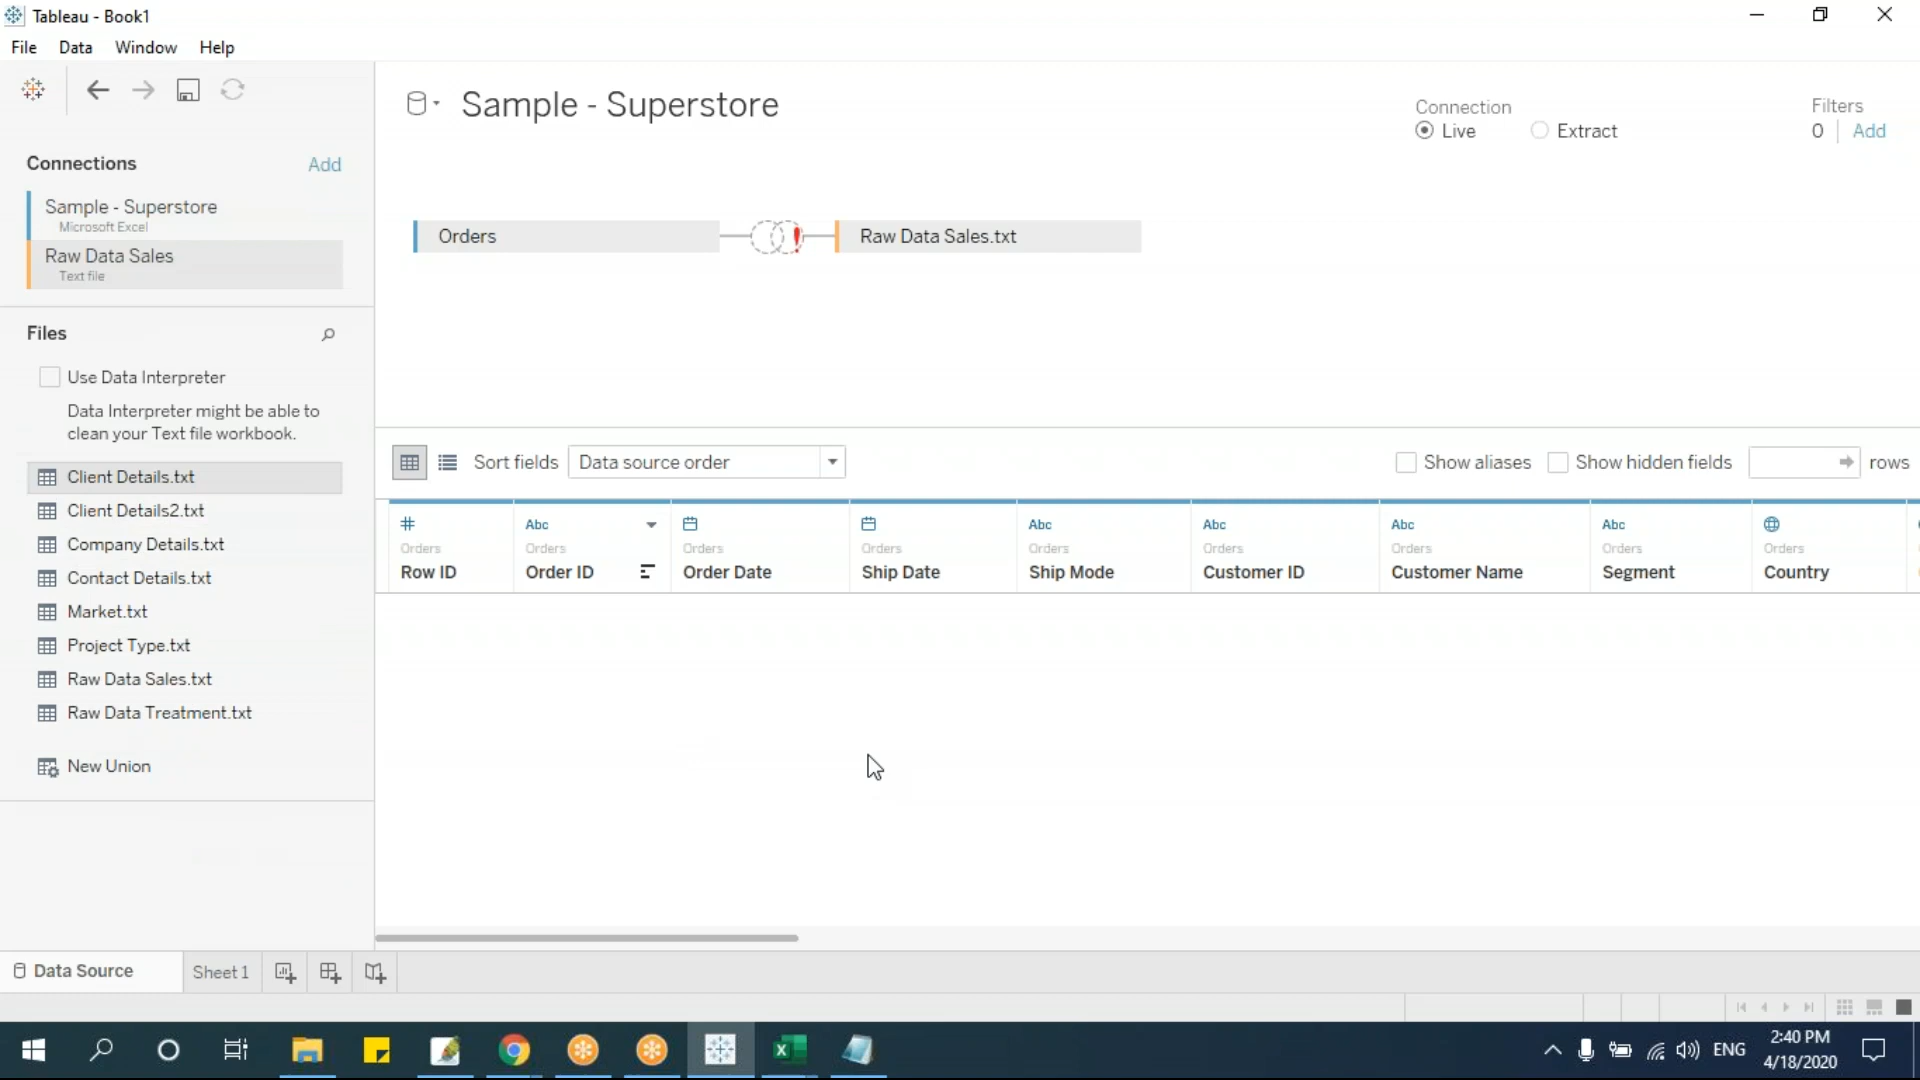 Tableau - Book1
File Data Window Help
Sample - Superstore
Connection
Live Extract
Filters
0 Add
Connections Add
Sample - Superstore
Microsoft Excel
Raw Data Sales
Text file
Orders
Raw Data Sales.txt
Files
Use Data Interpreter
Data Interpreter might be able to
clean your Text file workbook.
Client Details.txt
Client Details2.txt
Company Details.txt
Contact Details.txt
Market.txt
Project Type.txt
Raw Data Sales.txt
Raw Data Treatment.txt
New Union
Sort fields Data source order Show aliases Show hidden fields rows
# Abc Abc Abc Abc Abc
Orders Orders Orders Orders Orders Orders Orders Orders Orders
Row ID Order ID Order Date Ship Date Ship Mode Customer ID Customer Name Segment Country
Data Source Sheet 1
ENG
2:40 PM
4/18/2020